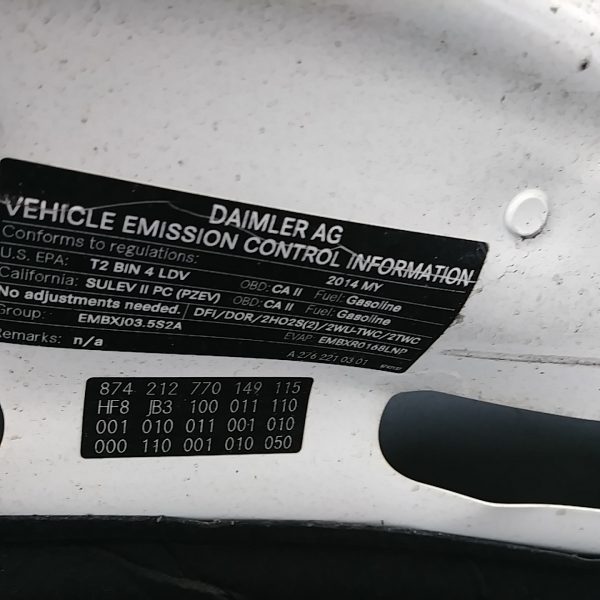 DAIMLER AG
VEHICLE EMISSION CONTROL INFORMATION
Conforms to regulations: 2014 MY
U.S. EPA: T2 BIN 4 LDV OBD: CA II Fuel: Gasoline
California: SULEV II PC (PZEV) OBD: CA II Fuel: Gasoline
No adjustments needed. DFI/DOR/2HO2S(2)/2WU-TWC/2TWC
Group: EMBXJ03.5S2A EVAP: EMBXR0168LNP
Remarks: n/a A 276 221 03 01
874 212 770 149 115
HF8 JB3 100 011 110
001 010 011 001 010
000 110 001 010 050